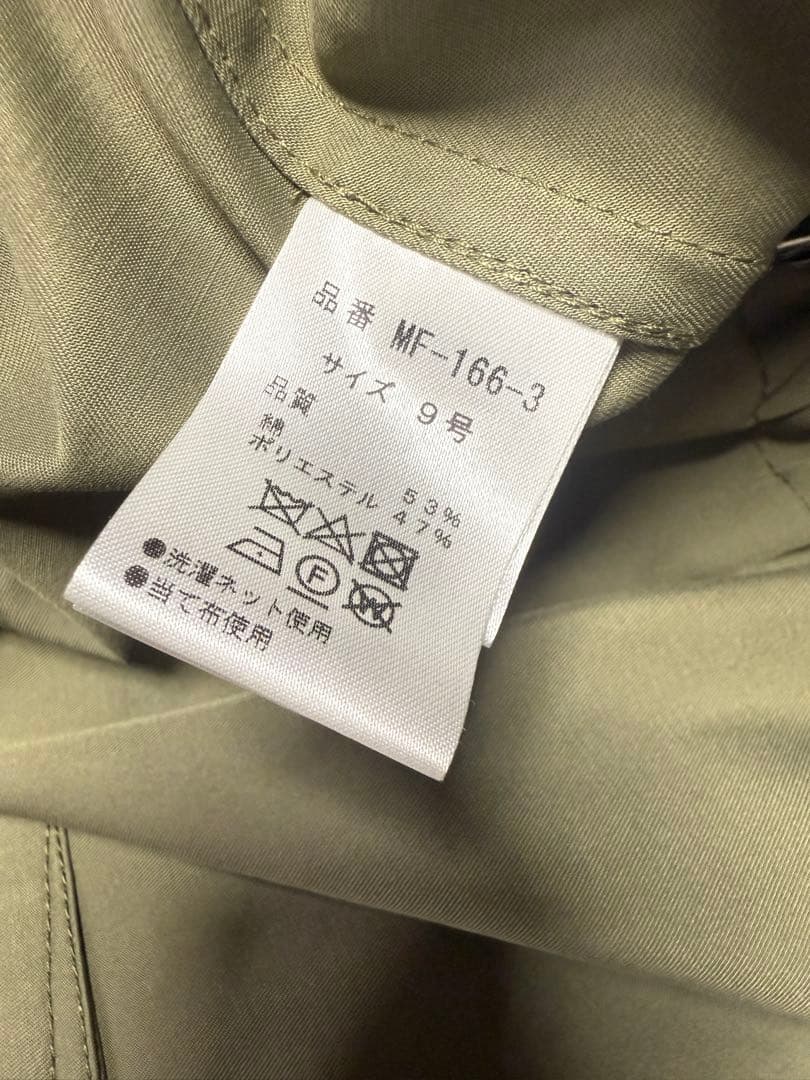 品番 MF-166-3
サイズ 9号
品質
綿 53%
ポリエステル 47%
F
W
●洗濯ネット使用
●当て布使用